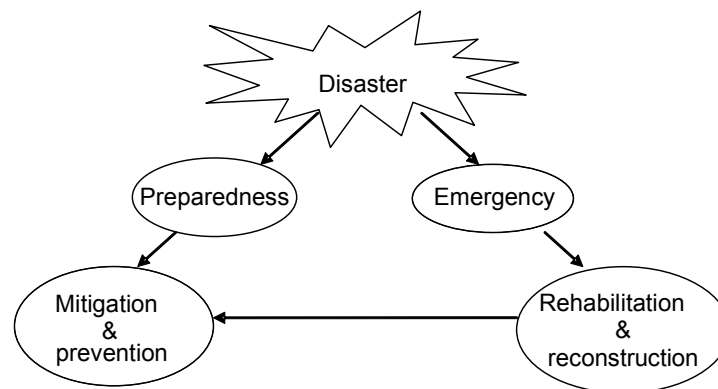 Disaster
Preparedness
Emergency
Mitigation
&
prevention
Rehabilitation
&
reconstruction